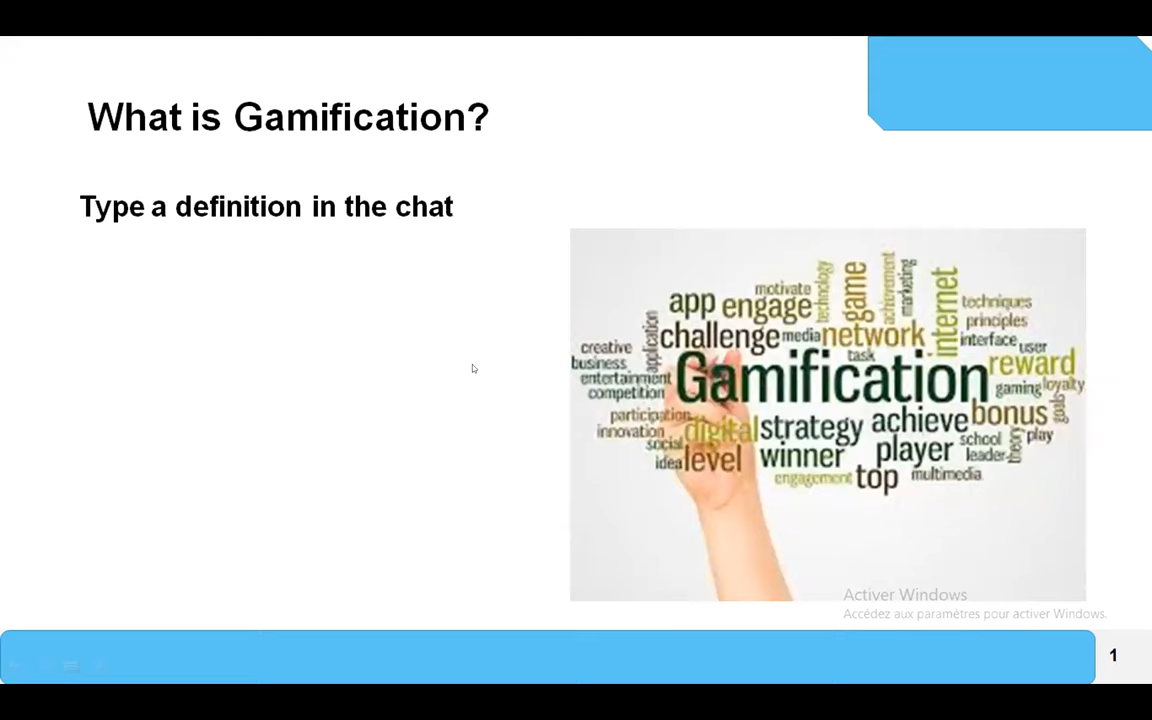 What is Gamification?
Type a definition in the chat
motivate
technology
game
achievement
marketing
internet
app engage
techniques
principles
application
challenge media network
interface user
creative
task
business
reward
entertainment
Gamification
gaming loyalty
competition
goals
participation
digital strategy achieve bonus
innovation
social
school
theory
play
idea level winner player
leader
engagement top multimedia
Activer Windows
Accédez aux paramètres pour activer Windows.
1